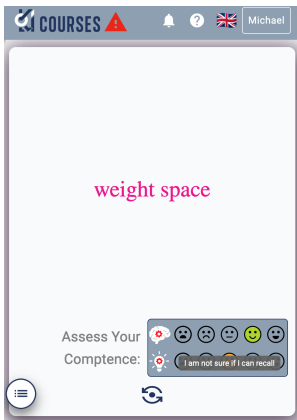 COURSES
Michael
weight space
Assess Your
Comptence:
I am not sure if I can recall